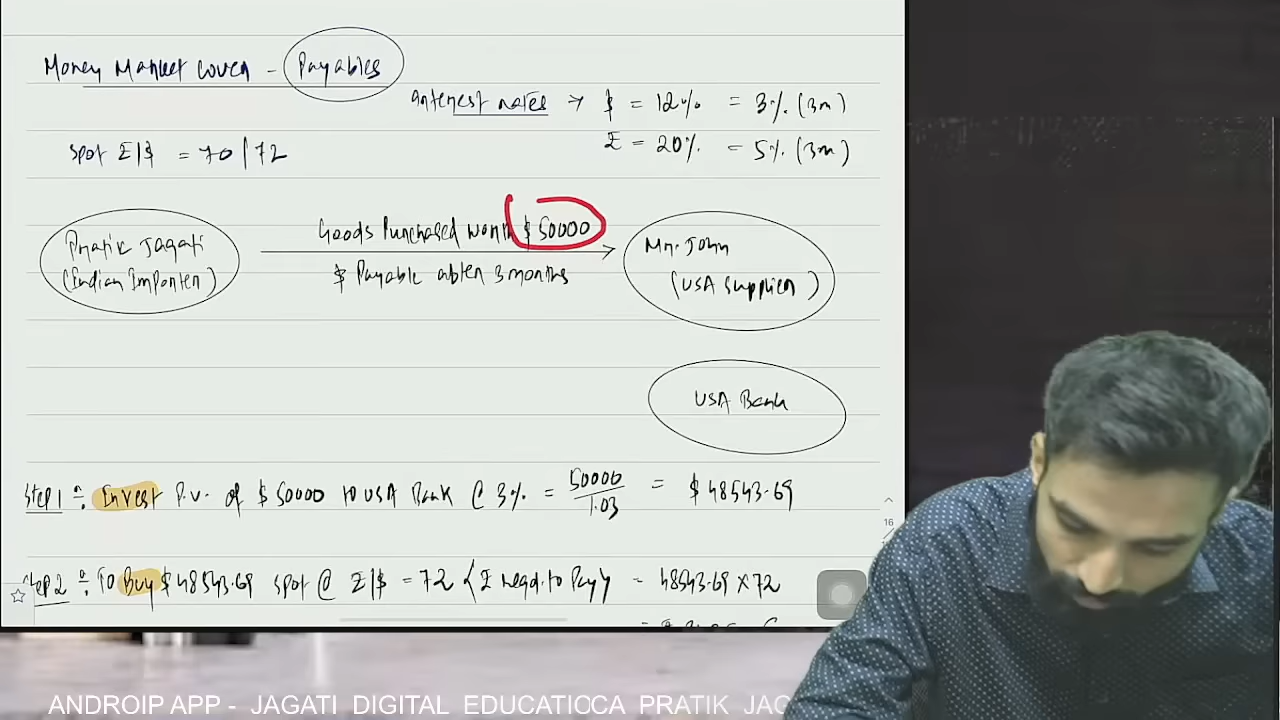 Money Market Cover - Payables
Interest rates → $ = 12% = 3% (3m)
₹ = 20% = 5% (3m)
Spot ₹/$ = 70/72
Pratik Jagati
(Indian Importer)
Goods Purchased worth $50000
$ Payable after 3 months
Mr. John
(USA Supplier)
USA Bank
Step 1 :- Invest P.V. of $50000 to USA Bank @ 3% = 50000/1.03 = $48543.69
16
Step 2 :- To Buy $48543.69 spot @ ₹/$ = 72 {₹ reqd. to Pay} = 48543.69 × 72
ANDROIP APP - JAGATI DIGITAL EDUCATIOCA PRATIK JAG